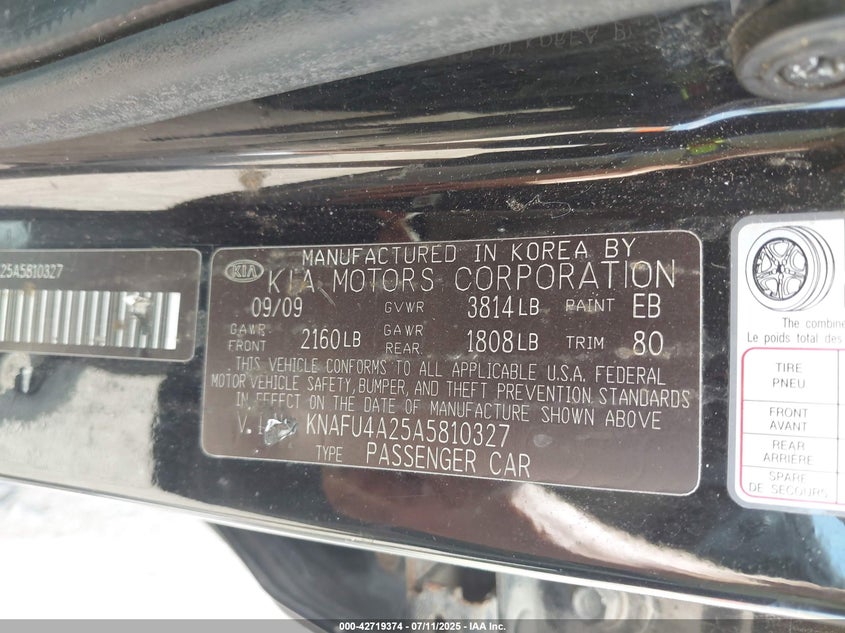 25A5810327
MANUFACTURED IN KOREA BY
KIA KIA MOTORS CORPORATION
09/09 GVWR 3814LB PAINT EB
GAWR FRONT 2160LB GAWR REAR 1808LB TRIM 80
THIS VEHICLE CONFORMS TO ALL APPLICABLE U.S.A. FEDERAL
MOTOR VEHICLE SAFETY, BUMPER, AND THEFT PREVENTION STANDARDS
IN EFFECT ON THE DATE OF MANUFACTURE SHOWN ABOVE
KNAFU4A25A5810327
TYPE PASSENGER CAR
The combine
Le poids total des
TIRE
PNEU
FRONT
AVANT
REAR
ARRIÈRE
SPARE
DE SECOURS
000-42719374 - 07/11/2025 - IAA Inc.